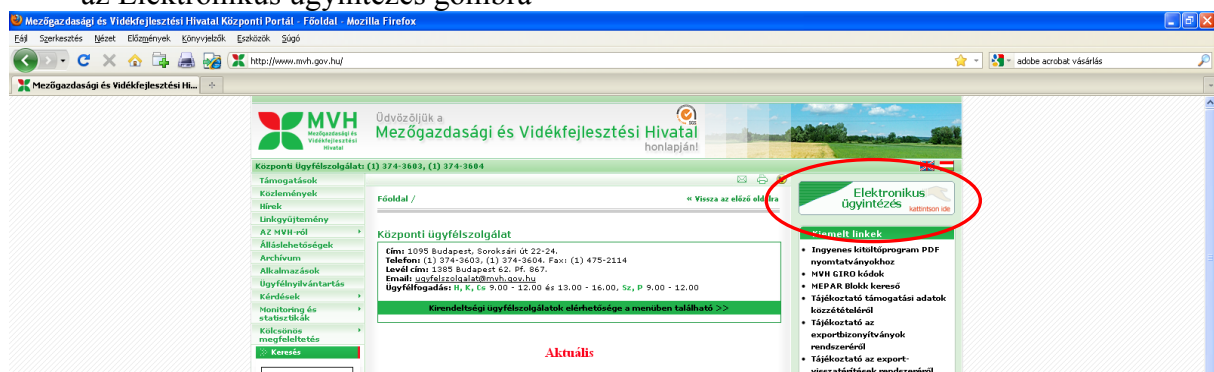 az Elektronikus ügyintézés gombra
Mezőgazdasági és Vidékfejlesztési Hivatal Központi Portál - Főoldal - Mozilla Firefox
Fájl Szerkesztés Nézet Előzmények Könyvjelzők Eszközök Súgó
http://www.mvh.gov.hu/
adobe acrobat vásárlás
Mezőgazdasági és Vidékfejlesztési Hi...
MVH
Mezőgazdasági és
Vidékfejlesztési
Hivatal
Üdvözöljük a
Mezőgazdasági és Vidékfejlesztési Hivatal
honlapján!
SGS
Központi Ügyfélszolgálat: (1) 374-3603, (1) 374-3604
Támogatások
Közlemények
Hírek
Linkgyűjtemény
AZ MVH-ról
Álláslehetőségek
Archívum
Alkalmazások
Ügyfélnyilvántartás
Kérdések
Monitoring és
statisztikák
Kölcsönös
megfeleltetés
Keresés
Főoldal /
« Vissza az előző oldalra
Központi ügyfélszolgálat
Cím: 1095 Budapest, Soroksári út 22-24.
Telefon: (1) 374-3603, (1) 374-3604. Fax: (1) 475-2114
Levél cím: 1385 Budapest 62. Pf. 867.
Email: ugyfelszolgalat@mvh.gov.hu
Ügyfélfogadás: H, K, Cs 9.00 - 12.00 és 13.00 - 16.00, Sz, P 9.00 - 12.00
Kirendeltségi ügyfélszolgálatok elérhetősége a menüben található >>
Aktuális
Elektronikus
ügyintézés
kattintson ide
Kiemelt linkek
Ingyenes kitöltőprogram PDF
nyomtatványokhoz
MVH GIRO kódok
MEPAR Blokk kereső
Tájékoztató támogatási adatok
közzétételéről
Tájékoztató az
exportbizonyítványok
rendszeréről
Tájékoztató az export-
visszatérítések rendszeréről